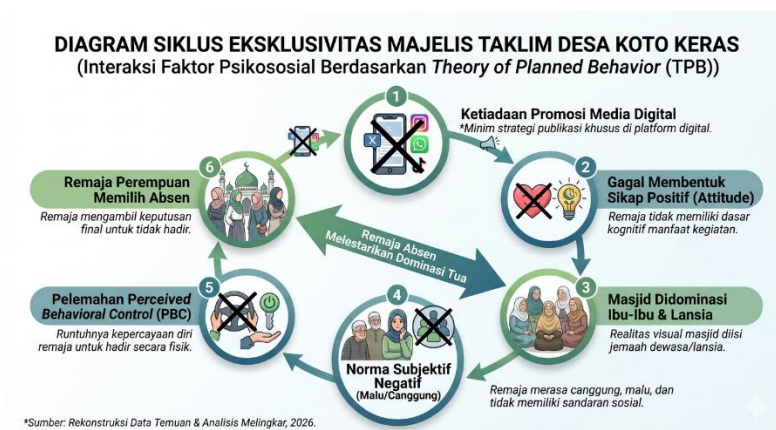 DIAGRAM SIKLUS EKSKLUSIVITAS MAJELIS TAKLIM DESA KOTO KERAS
(Interaksi Faktor Psikososial Berdasarkan Theory of Planned Behavior (TPB))
1
Ketiadaan Promosi Media Digital
*Minim strategi publikasi khusus di platform digital.
2
Gagal Membentuk
Sikap Positif (Attitude)
Remaja tidak memiliki dasar
kognitif manfaat kegiatan.
3
Masjid Didominasi
Ibu-Ibu & Lansia
Realitas visual masjid diisi
jemaah dewasa/lansia.
4
Norma Subjektif
Negatif
(Malu/Canggung)
Remaja merasa canggung, malu, dan
tidak memiliki sandaran sosial.
5
Pelemahan Perceived
Behavioral Control (PBC)
Runtuhnya kepercayaan diri
remaja untuk hadir secara fisik.
6
Remaja Perempuan
Memilih Absen
Remaja mengambil keputusan
final untuk tidak hadir.
Remaja Absen
Melestarikan Dominasi Tua
*Sumber: Rekonstruksi Data Temuan & Analisis Melingkar, 2026.